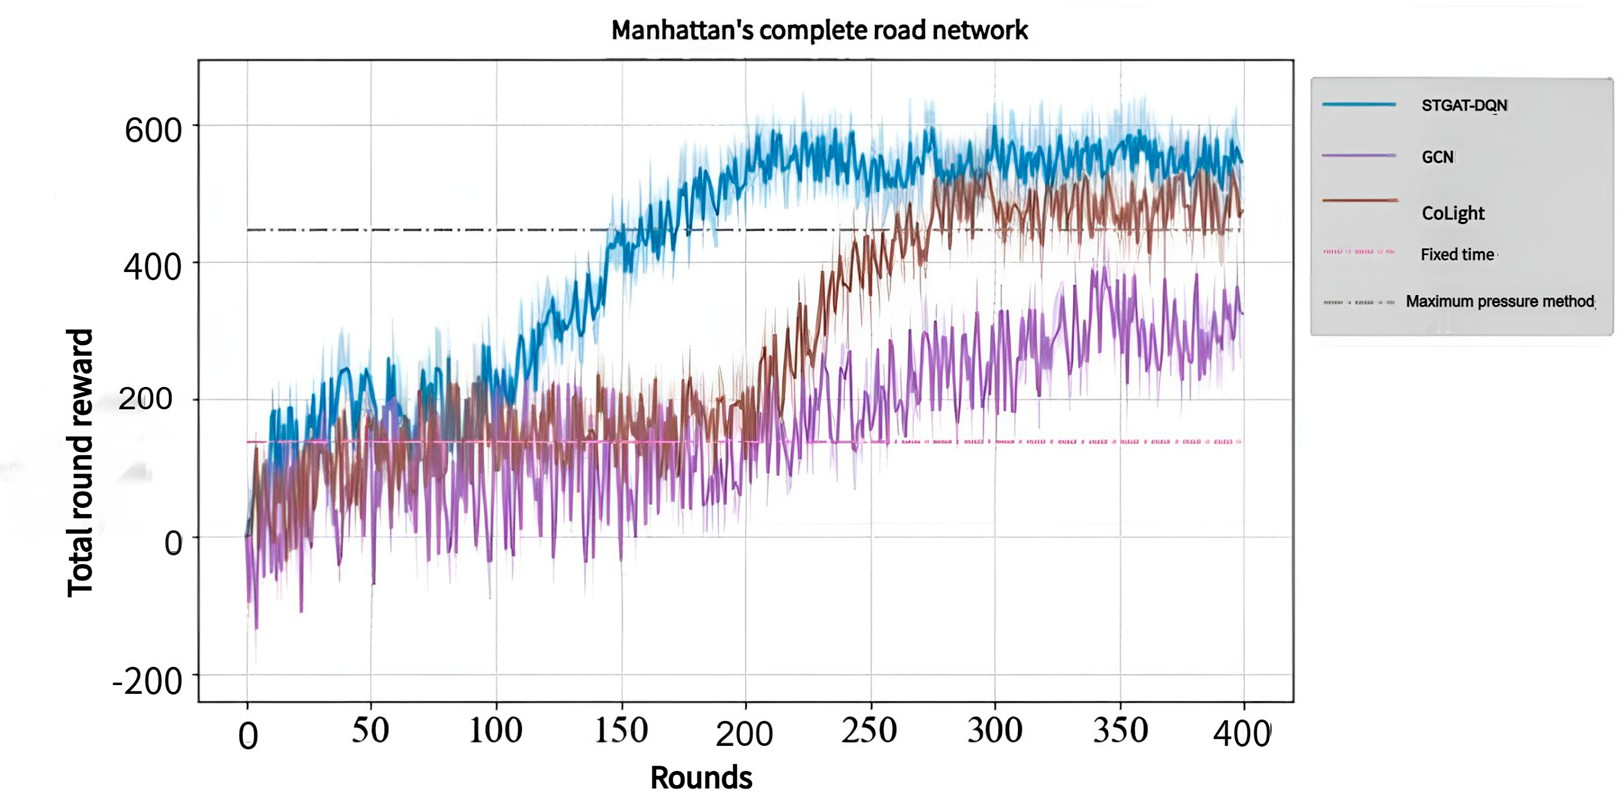 Manhattan's complete road network
Total round reward
600
400
200
0
-200
0 50 100 150 200 250 300 350 400
Rounds
STGAT-DQN
GCN
CoLight
Fixed time
Maximum pressure method